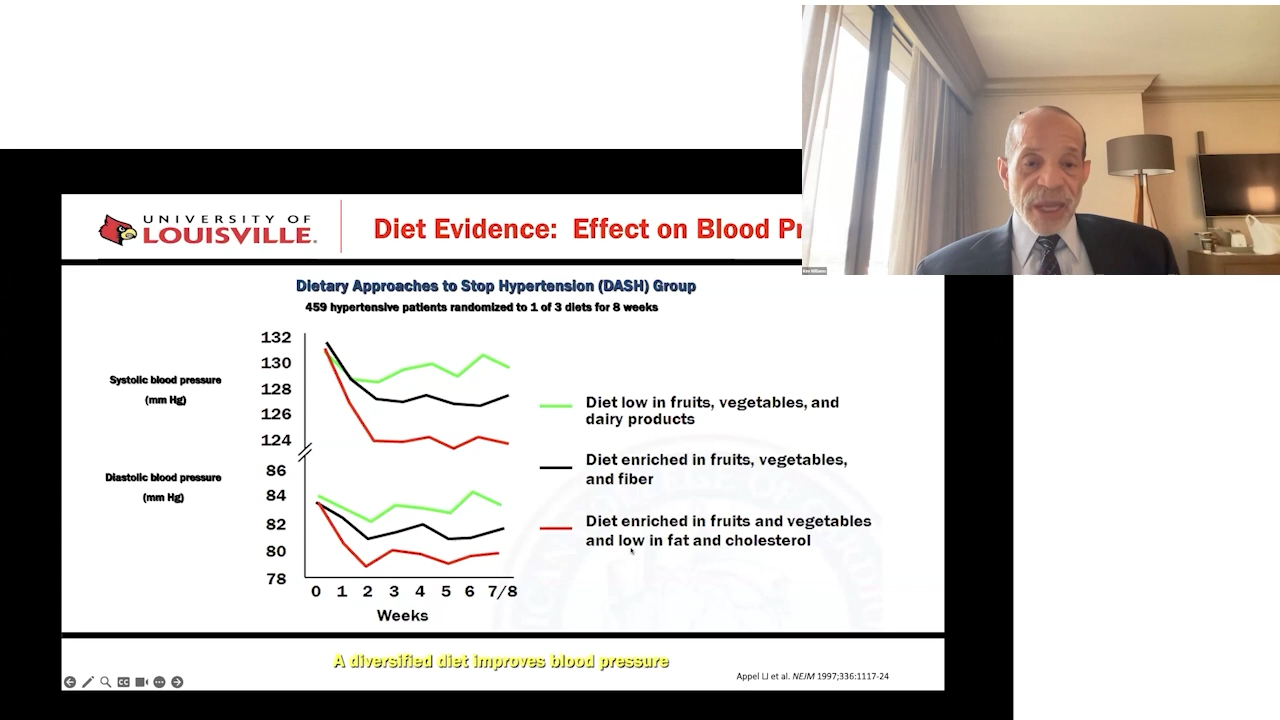 UNIVERSITY OF
LOUISVILLE.
Diet Evidence: Effect on Blood Pr
Dietary Approaches to Stop Hypertension (DASH) Group
459 hypertensive patients randomized to 1 of 3 diets for 8 weeks
132
130
128
126
124
Systolic blood pressure
(mm Hg)
86
84
82
80
78
Diastolic blood pressure
(mm Hg)
0 1 2 3 4 5 6 7/8
Weeks
Diet low in fruits, vegetables, and
dairy products
Diet enriched in fruits, vegetables,
and fiber
Diet enriched in fruits and vegetables
and low in fat and cholesterol
A diversified diet improves blood pressure
Appel LJ et al. NEJM 1997;336:1117-24